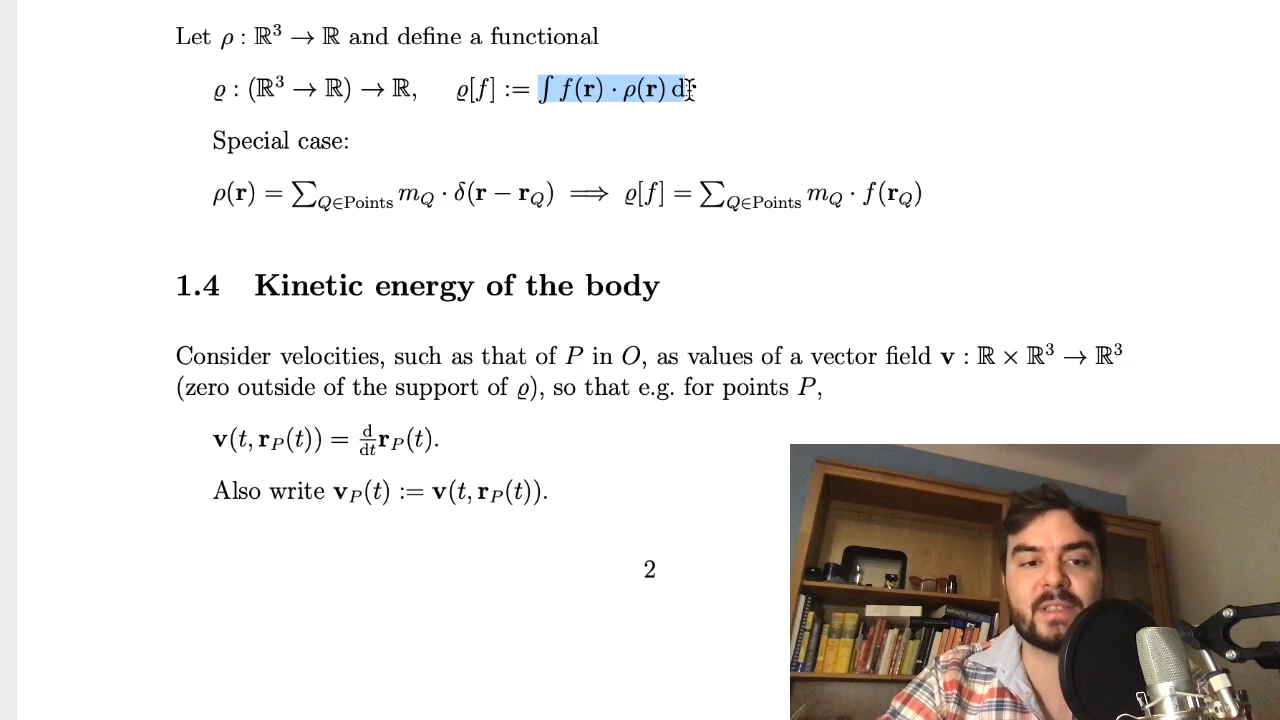 Let ρ : ℝ³ → ℝ and define a functional
ϱ : (ℝ³ → ℝ) → ℝ, ϱ[f] := ∫ f(𝐫) · ρ(𝐫) d𝐫
Special case:
ρ(𝐫) = ∑_{Q∈Points} m_Q · δ(𝐫 − 𝐫_Q) ⟹ ϱ[f] = ∑_{Q∈Points} m_Q · f(𝐫_Q)
1.4 Kinetic energy of the body
Consider velocities, such as that of P in O, as values of a vector field 𝐯 : ℝ × ℝ³ → ℝ³
(zero outside of the support of ϱ), so that e.g. for points P,
𝐯(t, 𝐫_P(t)) = d/dt 𝐫_P(t).
Also write 𝐯_P(t) := 𝐯(t, 𝐫_P(t)).
2